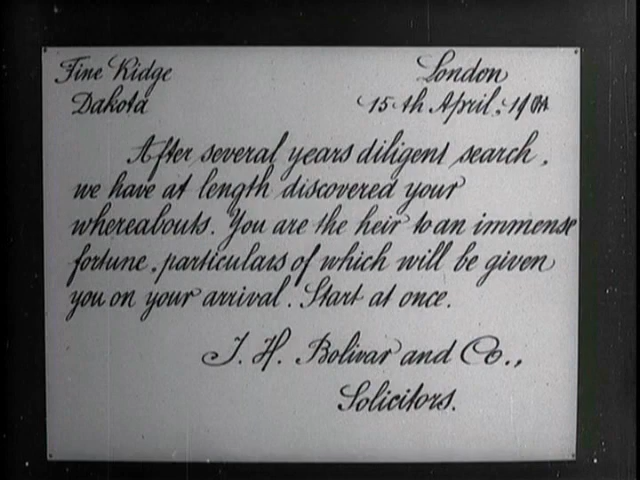 Fine Ridge London
Dakota 15 th April,
After several years diligent search,
we have at length discovered your
whereabouts. You are the heir to an immense
fortune, particulars of which will be given
you on your arrival. Start at once.
J. H. Bolivar and Co.,
Solicitors.